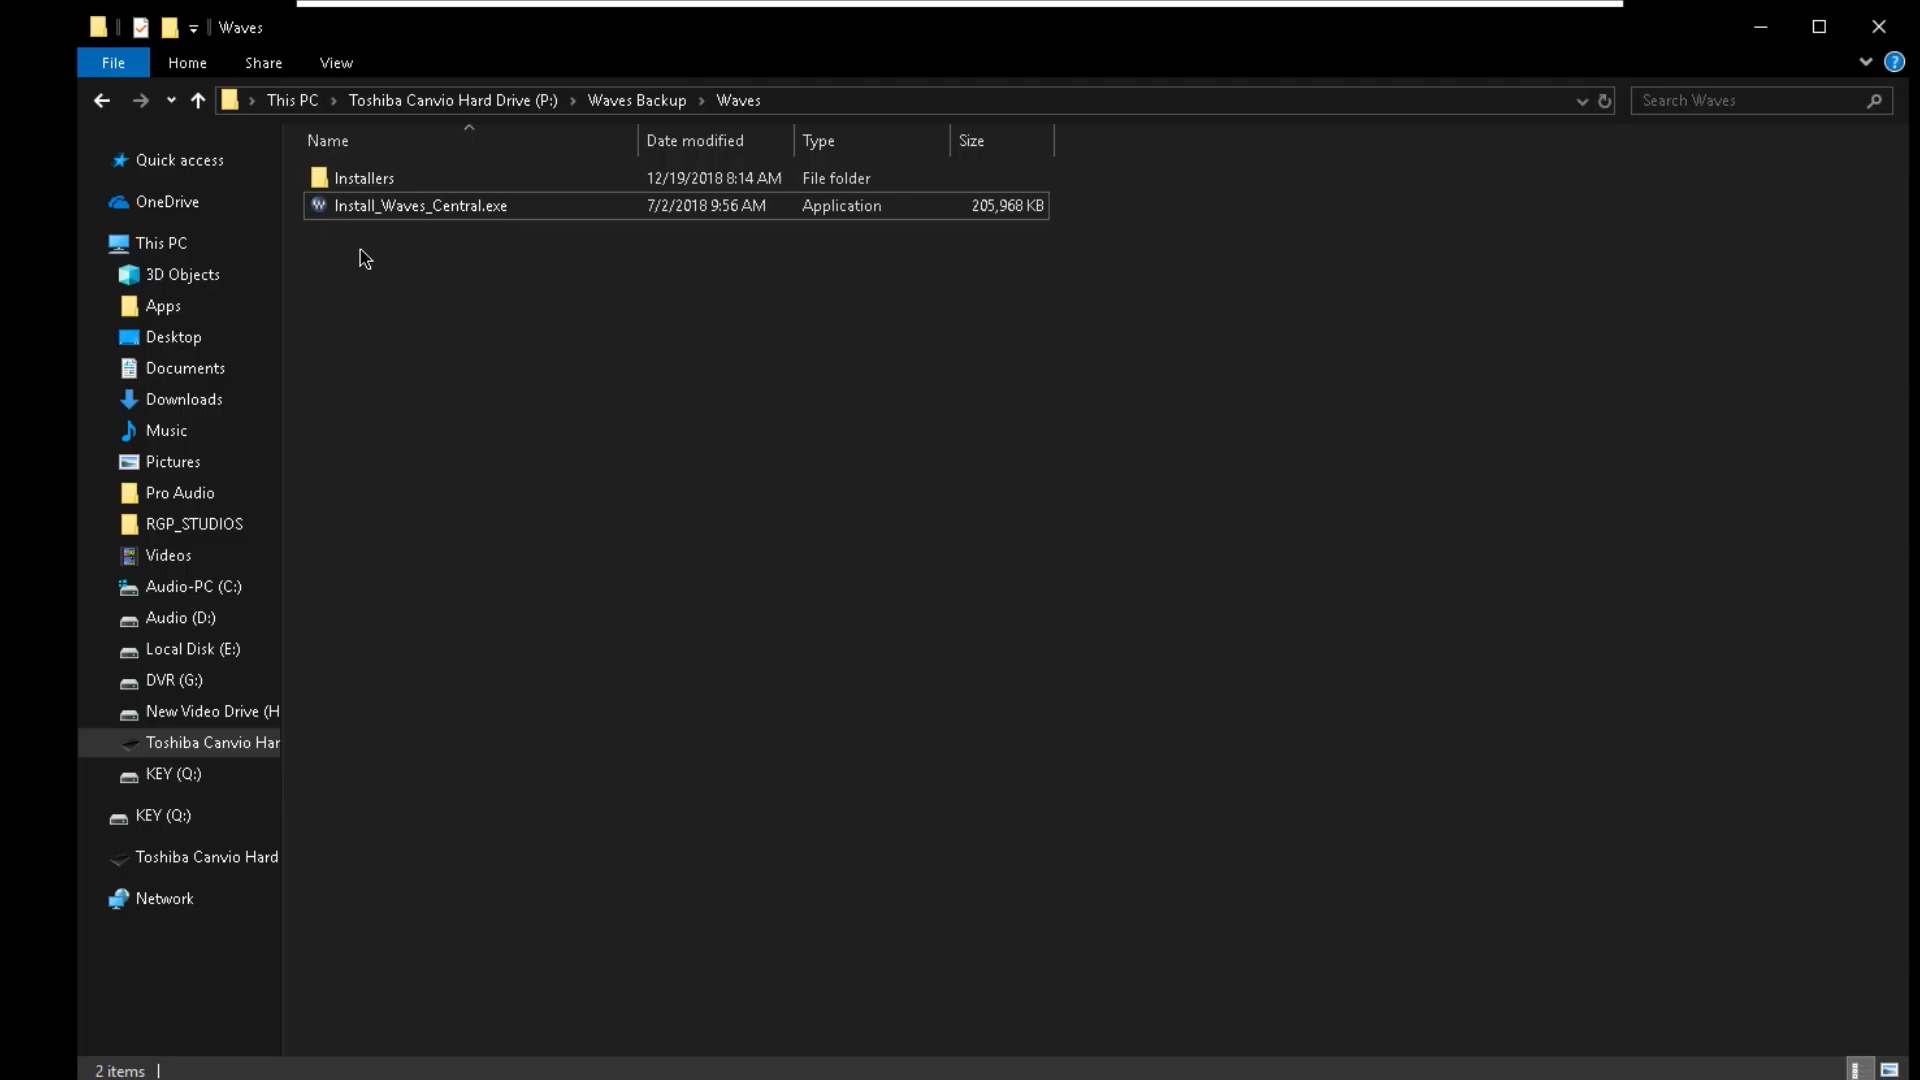 Waves
File Home Share View
This PC Toshiba Canvio Hard Drive (P:) Waves Backup Waves
Search Waves
Name Date modified Type Size
Installers 12/19/2018 8:14 AM File folder
Install_Waves_Central.exe 7/2/2018 9:56 AM Application 205,968 KB
Quick access
OneDrive
This PC
3D Objects
Apps
Desktop
Documents
Downloads
Music
Pictures
Pro Audio
RGP_STUDIOS
Videos
Audio-PC (C:)
Audio (D:)
Local Disk (E:)
DVR (G:)
New Video Drive (H
Toshiba Canvio Har
KEY (Q:)
KEY (Q:)
Toshiba Canvio Hard
Network
2 items